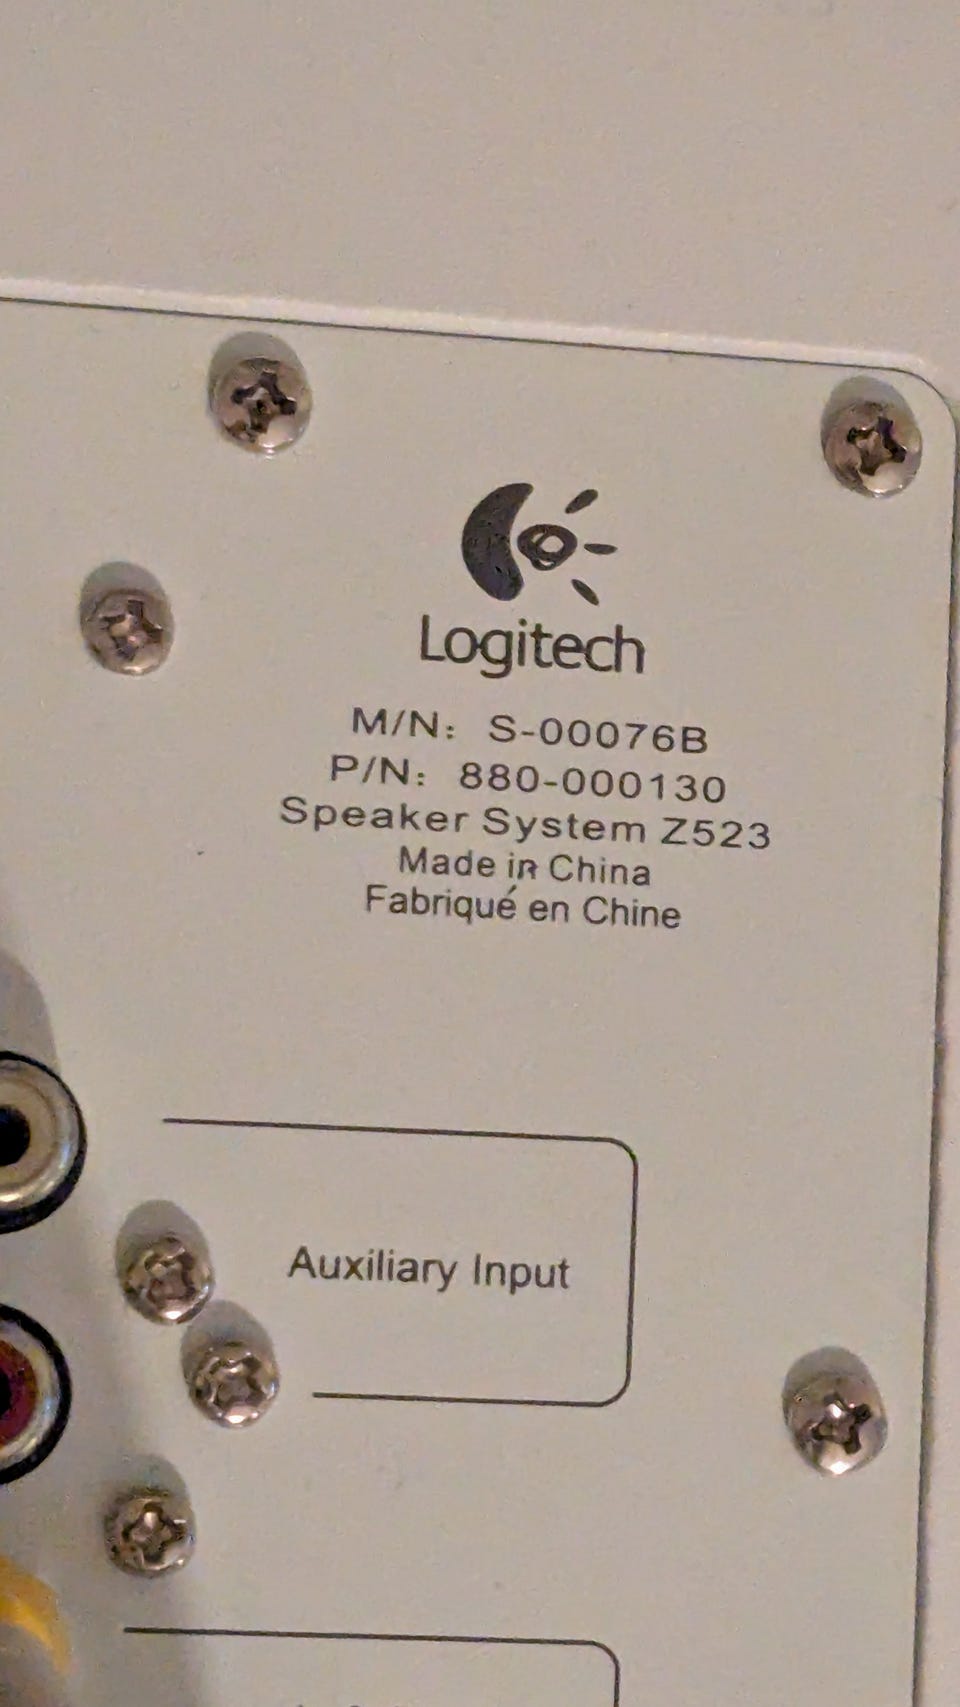 Logitech
M/N: S-00076B
P/N: 880-000130
Speaker System Z523
Made in China
Fabriqué en Chine
Auxiliary Input